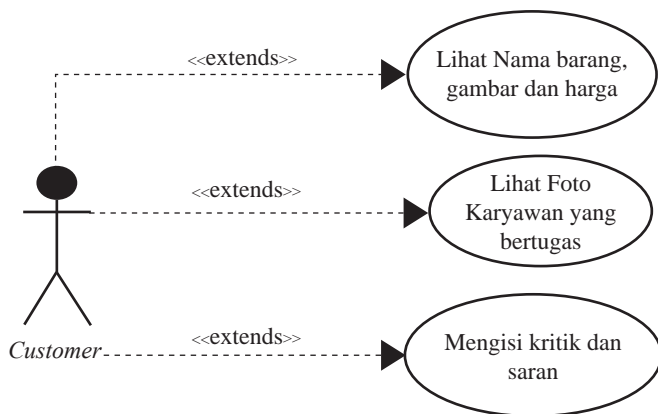 <<extends>>
Lihat Nama barang,
gambar dan harga
<<extends>>
Lihat Foto
Karyawan yang
bertugas
<<extends>>
Customer
Mengisi kritik dan
saran